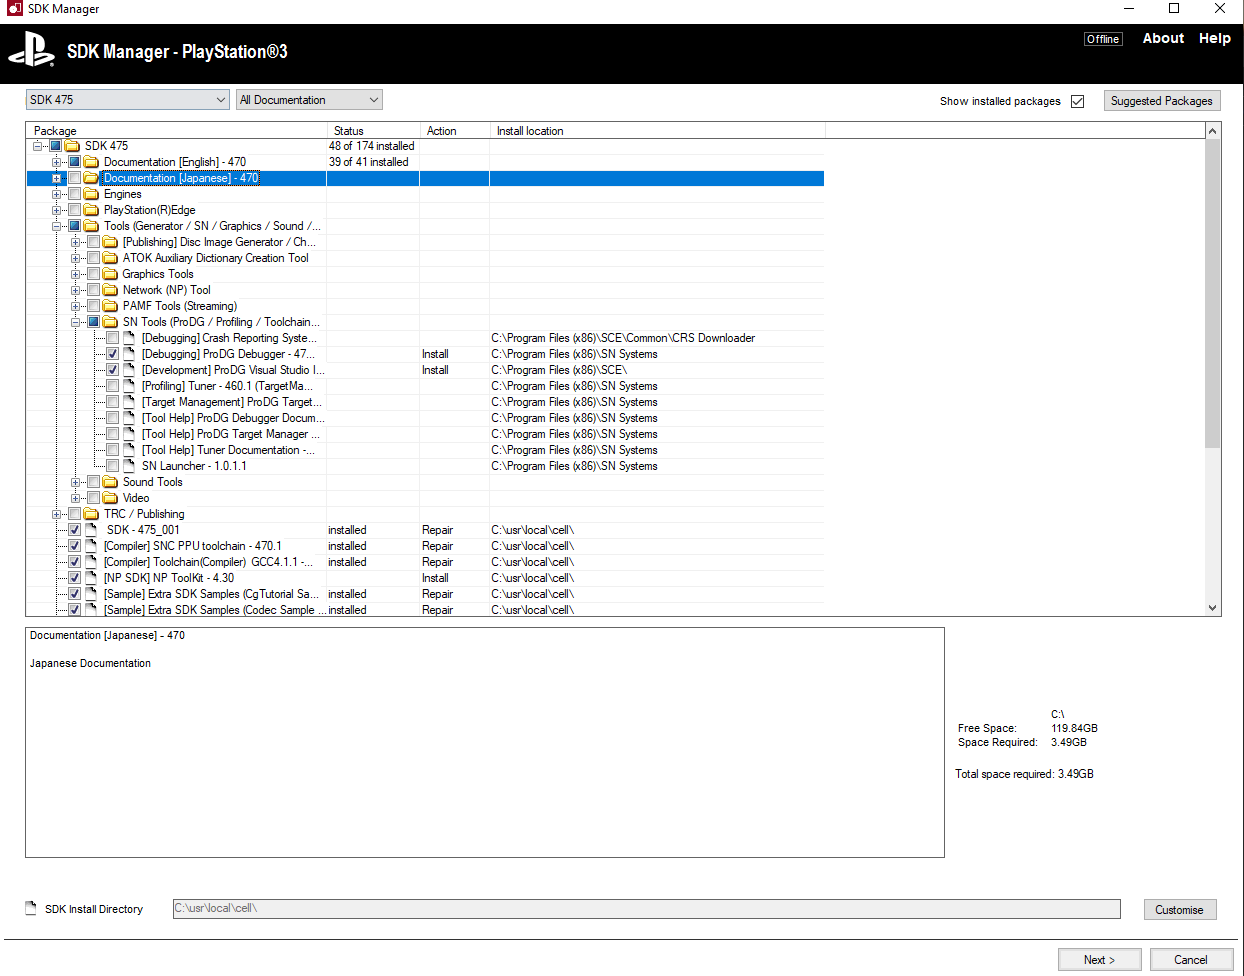 SDK Manager
SDK Manager - PlayStation®3
Offline About Help
SDK 475 All Documentation Show installed packages Suggested Packages
Package Status Action Install location
SDK 475 48 of 174 installed
Documentation [English] - 470 39 of 41 installed
Documentation [Japanese] - 470
Engines
PlayStation(R)Edge
Tools (Generator / SN / Graphics / Sound /...
[Publishing] Disc Image Generator / Ch...
ATOK Auxiliary Dictionary Creation Tool
Graphics Tools
Network (NP) Tool
PAMF Tools (Streaming)
SN Tools (ProDG / Profiling / Toolchain...
[Debugging] Crash Reporting Syste... C:\Program Files (x86)\SCE\Common\CRS Downloader
[Debugging] ProDG Debugger - 47... Install C:\Program Files (x86)\SN Systems
[Development] ProDG Visual Studio I... Install C:\Program Files (x86)\SCE\
[Profiling] Tuner - 460.1 (TargetMa... C:\Program Files (x86)\SN Systems
[Target Management] ProDG Target... C:\Program Files (x86)\SN Systems
[Tool Help] ProDG Debugger Docum... C:\Program Files (x86)\SN Systems
[Tool Help] ProDG Target Manager ... C:\Program Files (x86)\SN Systems
[Tool Help] Tuner Documentation -... C:\Program Files (x86)\SN Systems
SN Launcher - 1.0.1.1 C:\Program Files (x86)\SN Systems
Sound Tools
Video
TRC / Publishing
SDK - 475_001 installed Repair C:\usr\local\cell\
[Compiler] SNC PPU toolchain - 470.1 installed Repair C:\usr\local\cell\
[Compiler] Toolchain(Compiler) GCC4.1.1 -... installed Repair C:\usr\local\cell\
[NP SDK] NP ToolKit - 4.30 Install C:\usr\local\cell\
[Sample] Extra SDK Samples (CgTutorial Sa... installed Repair C:\usr\local\cell\
[Sample] Extra SDK Samples (Codec Sample ... installed Repair C:\usr\local\cell\
Documentation [Japanese] - 470
Japanese Documentation
C:\
Free Space: 119.84GB
Space Required: 3.49GB
Total space required: 3.49GB
SDK Install Directory C:\usr\local\cell\ Customise
Next > Cancel